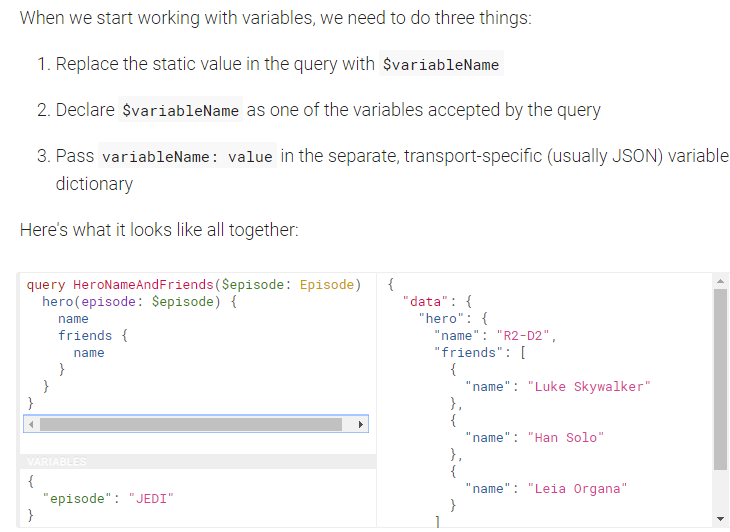 When we start working with variables, we need to do three things:
1. Replace the static value in the query with $variableName
2. Declare $variableName as one of the variables accepted by the query
3. Pass variableName: value in the separate, transport-specific (usually JSON) variable
dictionary
Here's what it looks like all together:
query HeroNameAndFriends($episode: Episode)
  hero(episode: $episode) {
    name
    friends {
      name
    }
  }
}
VARIABLES
{
  "episode": "JEDI"
}
{
  "data": {
    "hero": {
      "name": "R2-D2",
      "friends": [
        {
          "name": "Luke Skywalker"
        },
        {
          "name": "Han Solo"
        },
        {
          "name": "Leia Organa"
        }
      ]